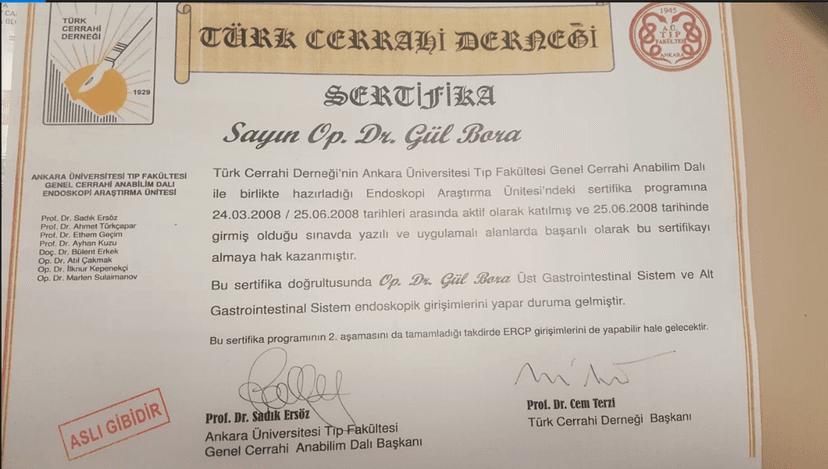 TÜRK
CERRAHİ
DERNEĞİ
1929
TÜRK CERRAHİ DERNEĞİ
1945
A.Ü.
TIP
FAKÜLTESİ
ANKARA
SERTİFİKA
Sayın Op. Dr. Gül Bora
ANKARA ÜNİVERSİTESİ TIP FAKÜLTESİ
GENEL CERRAHİ ANABİLİM DALI
ENDOSKOPİ ARAŞTIRMA ÜNİTESİ
Prof. Dr. Sadık Ersöz
Prof. Dr. Ahmet Türkçapar
Prof. Dr. Ethem Geçim
Prof. Dr. Ayhan Kuzu
Doç. Dr. Bülent Erkek
Op. Dr. Atıl Çakmak
Op. Dr. İlknur Kepenekçi
Op. Dr. Marlen Sulaimanov
Türk Cerrahi Derneği'nin Ankara Üniversitesi Tıp Fakültesi Genel Cerrahi Anabilim Dalı
ile birlikte hazırladığı Endoskopi Araştırma Ünitesi'ndeki sertifika programına
24.03.2008 / 25.06.2008 tarihleri arasında aktif olarak katılmış ve 25.06.2008 tarihinde
girmiş olduğu sınavda yazılı ve uygulamalı alanlarda başarılı olarak bu sertifikayı
almaya hak kazanmıştır.
Bu sertifika doğrultusunda Op. Dr. Gül Bora Üst Gastrointestinal Sistem ve Alt
Gastrointestinal Sistem endoskopik girişimlerini yapar duruma gelmiştir.
Bu sertifika programının 2. aşamasını da tamamladığı takdirde ERCP girişimlerini de yapabilir hale gelecektir.
ASLI GİBİDİR
Prof. Dr. Sadık Ersöz
Ankara Üniversitesi Tıp Fakültesi
Genel Cerrahi Anabilim Dalı Başkanı
Prof. Dr. Cem Terzi
Türk Cerrahi Derneği Başkanı